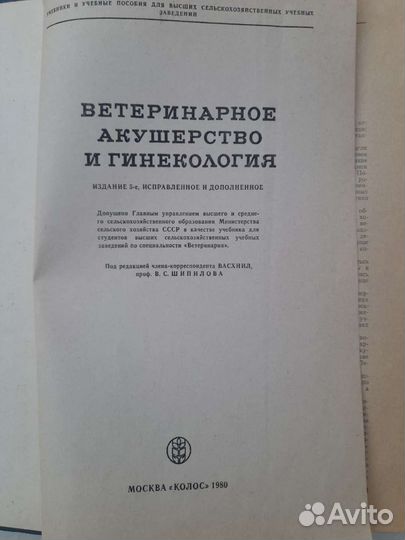 УЧЕБНИКИ И УЧЕБНЫЕ ПОСОБИЯ ДЛЯ ВЫСШИХ СЕЛЬСКОХОЗЯЙСТВЕННЫХ УЧЕБНЫХ
ЗАВЕДЕНИЙ
ВЕТЕРИНАРНОЕ
АКУШЕРСТВО
И ГИНЕКОЛОГИЯ
ИЗДАНИЕ 5-е, ИСПРАВЛЕННОЕ И ДОПОЛНЕННОЕ
Допущено Главным управлением высшего и средне-
го сельскохозяйственного образования Министерства
сельского хозяйства СССР в качестве учебника для
студентов высших сельскохозяйственных учебных
заведений по специальности «Ветеринария».
Под редакцией члена-корреспондента ВАСХНИЛ,
проф. В. С. ШИПИЛОВА
МОСКВА «КОЛОС» 1980
Avito